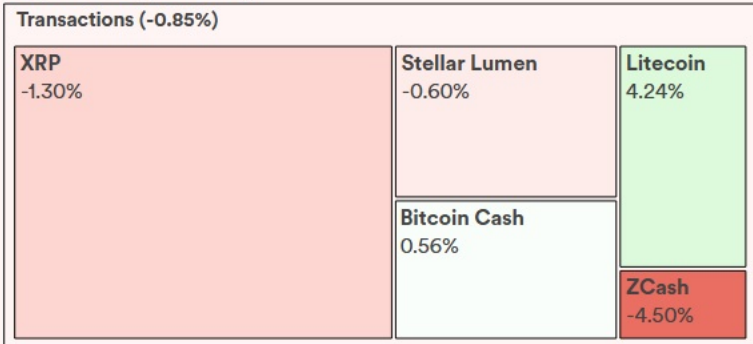 Transactions (-0.85%)
XRP
-1.30%
Stellar Lumen
-0.60%
Bitcoin Cash
0.56%
Litecoin
4.24%
ZCash
-4.50%